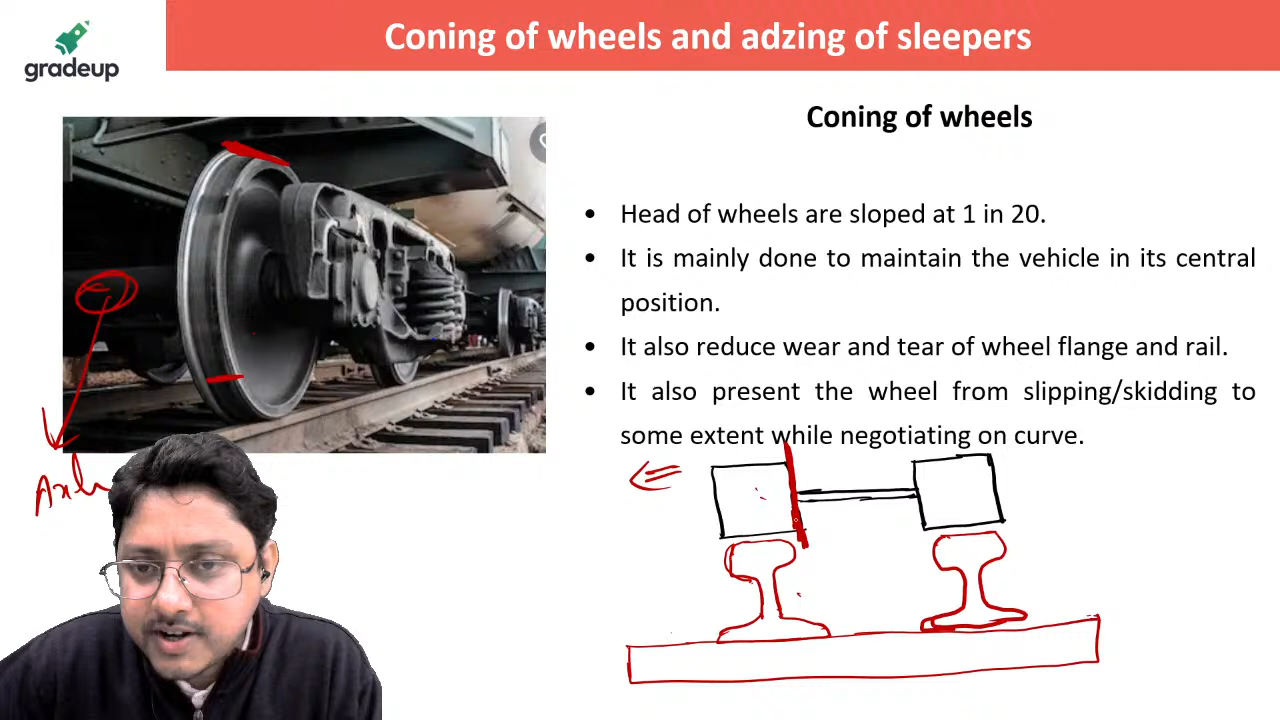 gradeup
Coning of wheels and adzing of sleepers
Coning of wheels
• Head of wheels are sloped at 1 in 20.
• It is mainly done to maintain the vehicle in its central
position.
• It also reduce wear and tear of wheel flange and rail.
• It also present the wheel from slipping/skidding to
some extent while negotiating on curve.